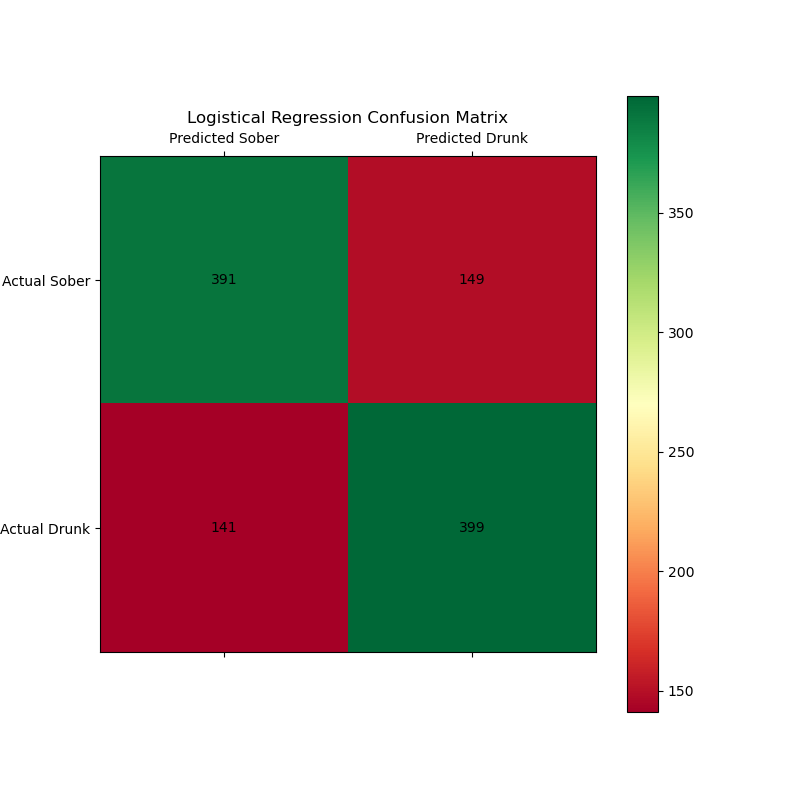 Logistical Regression Confusion Matrix
Predicted Sober Predicted Drunk
Actual Sober 391 149
Actual Drunk 141 399
350
300
250
200
150